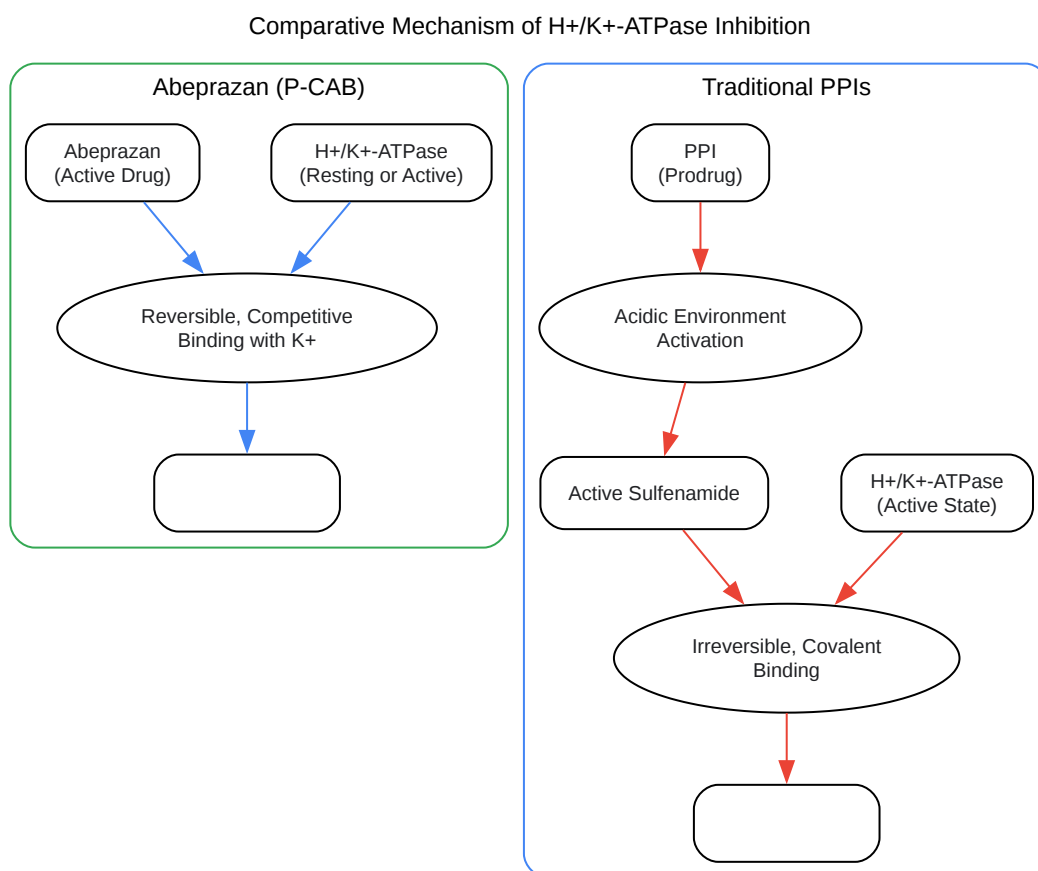 Comparative Mechanism of H+/K+-ATPase Inhibition
Abeprazan (P-CAB)
Abeprazan
(Active Drug)
H+/K+-ATPase
(Resting or Active)
Reversible, Competitive
Binding with K+
Traditional PPIs
PPI
(Prodrug)
Acidic Environment
Activation
Active Sulfenamide
H+/K+-ATPase
(Active State)
Irreversible, Covalent
Binding